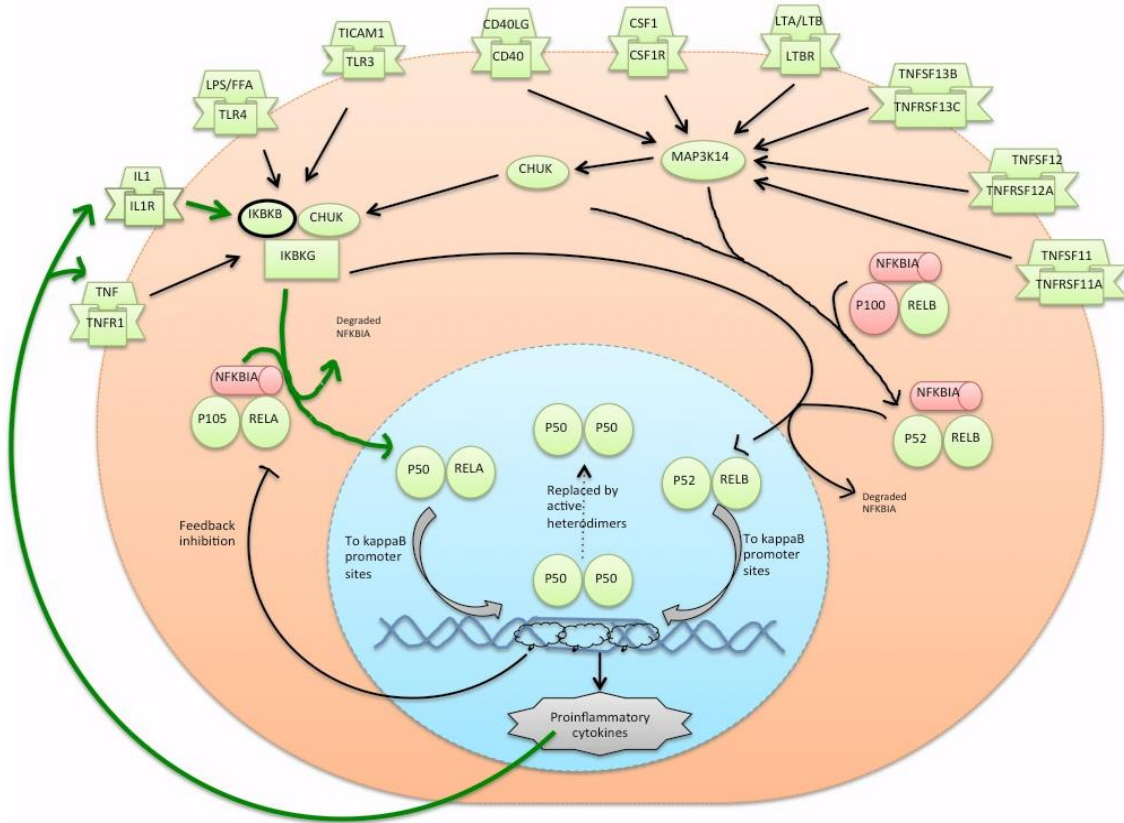 TICAM1
TLR3
CD40LG
CD40
CSF1
CSF1R
LTA/LTB
LTBR
TNFSF13B
TNFRSF13C
LPS/FFA
TLR4
TNFSF12
TNFRSF12A
IL1
IL1R
MAP3K14
CHUK
IKBKB
CHUK
IKBKG
TNFSF11
TNFRSF11A
NFKBIA
P100
RELB
TNF
TNFR1
Degraded
NFKBIA
NFKBIA
P105
RELA
NFKBIA
P52
RELB
P50
P50
P50
RELA
P52
RELB
Replaced by
active
heterodimers
Degraded
NFKBIA
Feedback
inhibition
To kappaB
promoter
sites
To kappaB
promoter
sites
P50
P50
Proinflammatory
cytokines